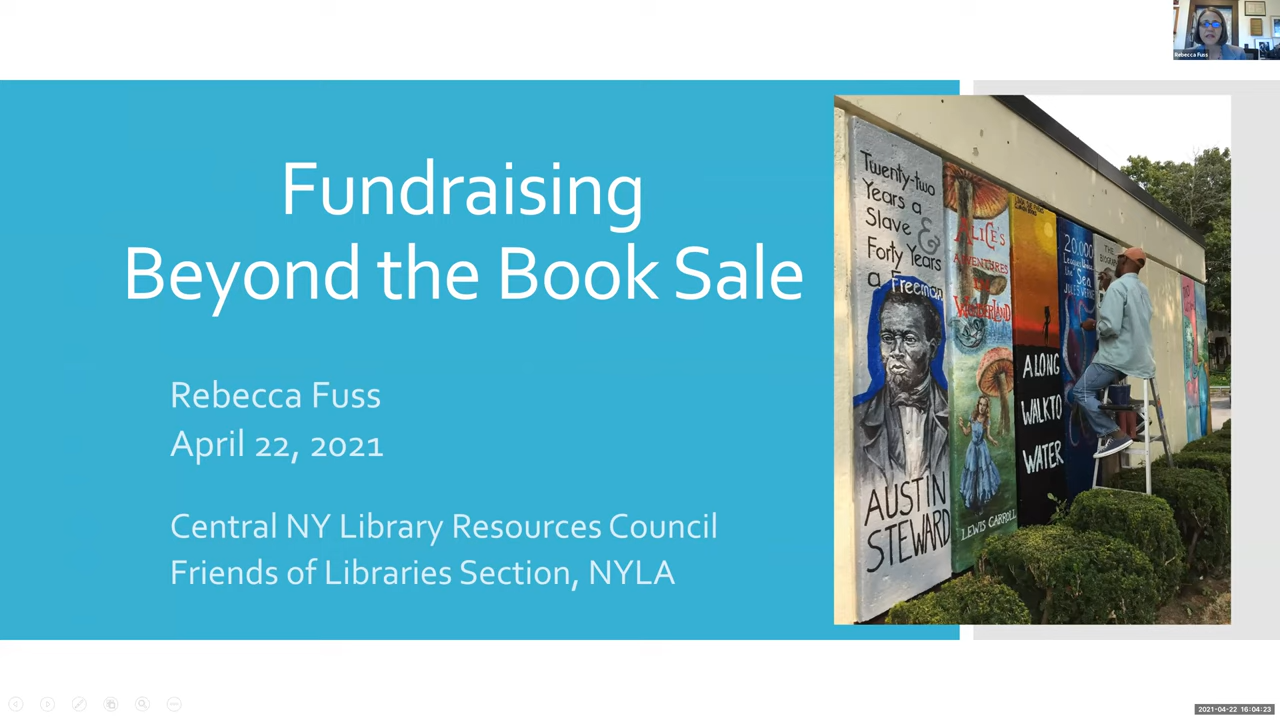 Rebecca Fuss
Fundraising
Beyond the Book Sale
Rebecca Fuss
April 22, 2021
Central NY Library Resources Council
Friends of Libraries Section, NYLA
Twenty-two
Years a
Slave &
Forty Years
a Freeman
AUSTIN
STEWARD
ALICE'S
ADVENTURES
IN
WONDERLAND
LEWIS CARROLL
ALONG
WALK TO
WATER
20,000
Leagues Under
the Sea
JULES VERNE
THE
2021-04-22 16:04:23